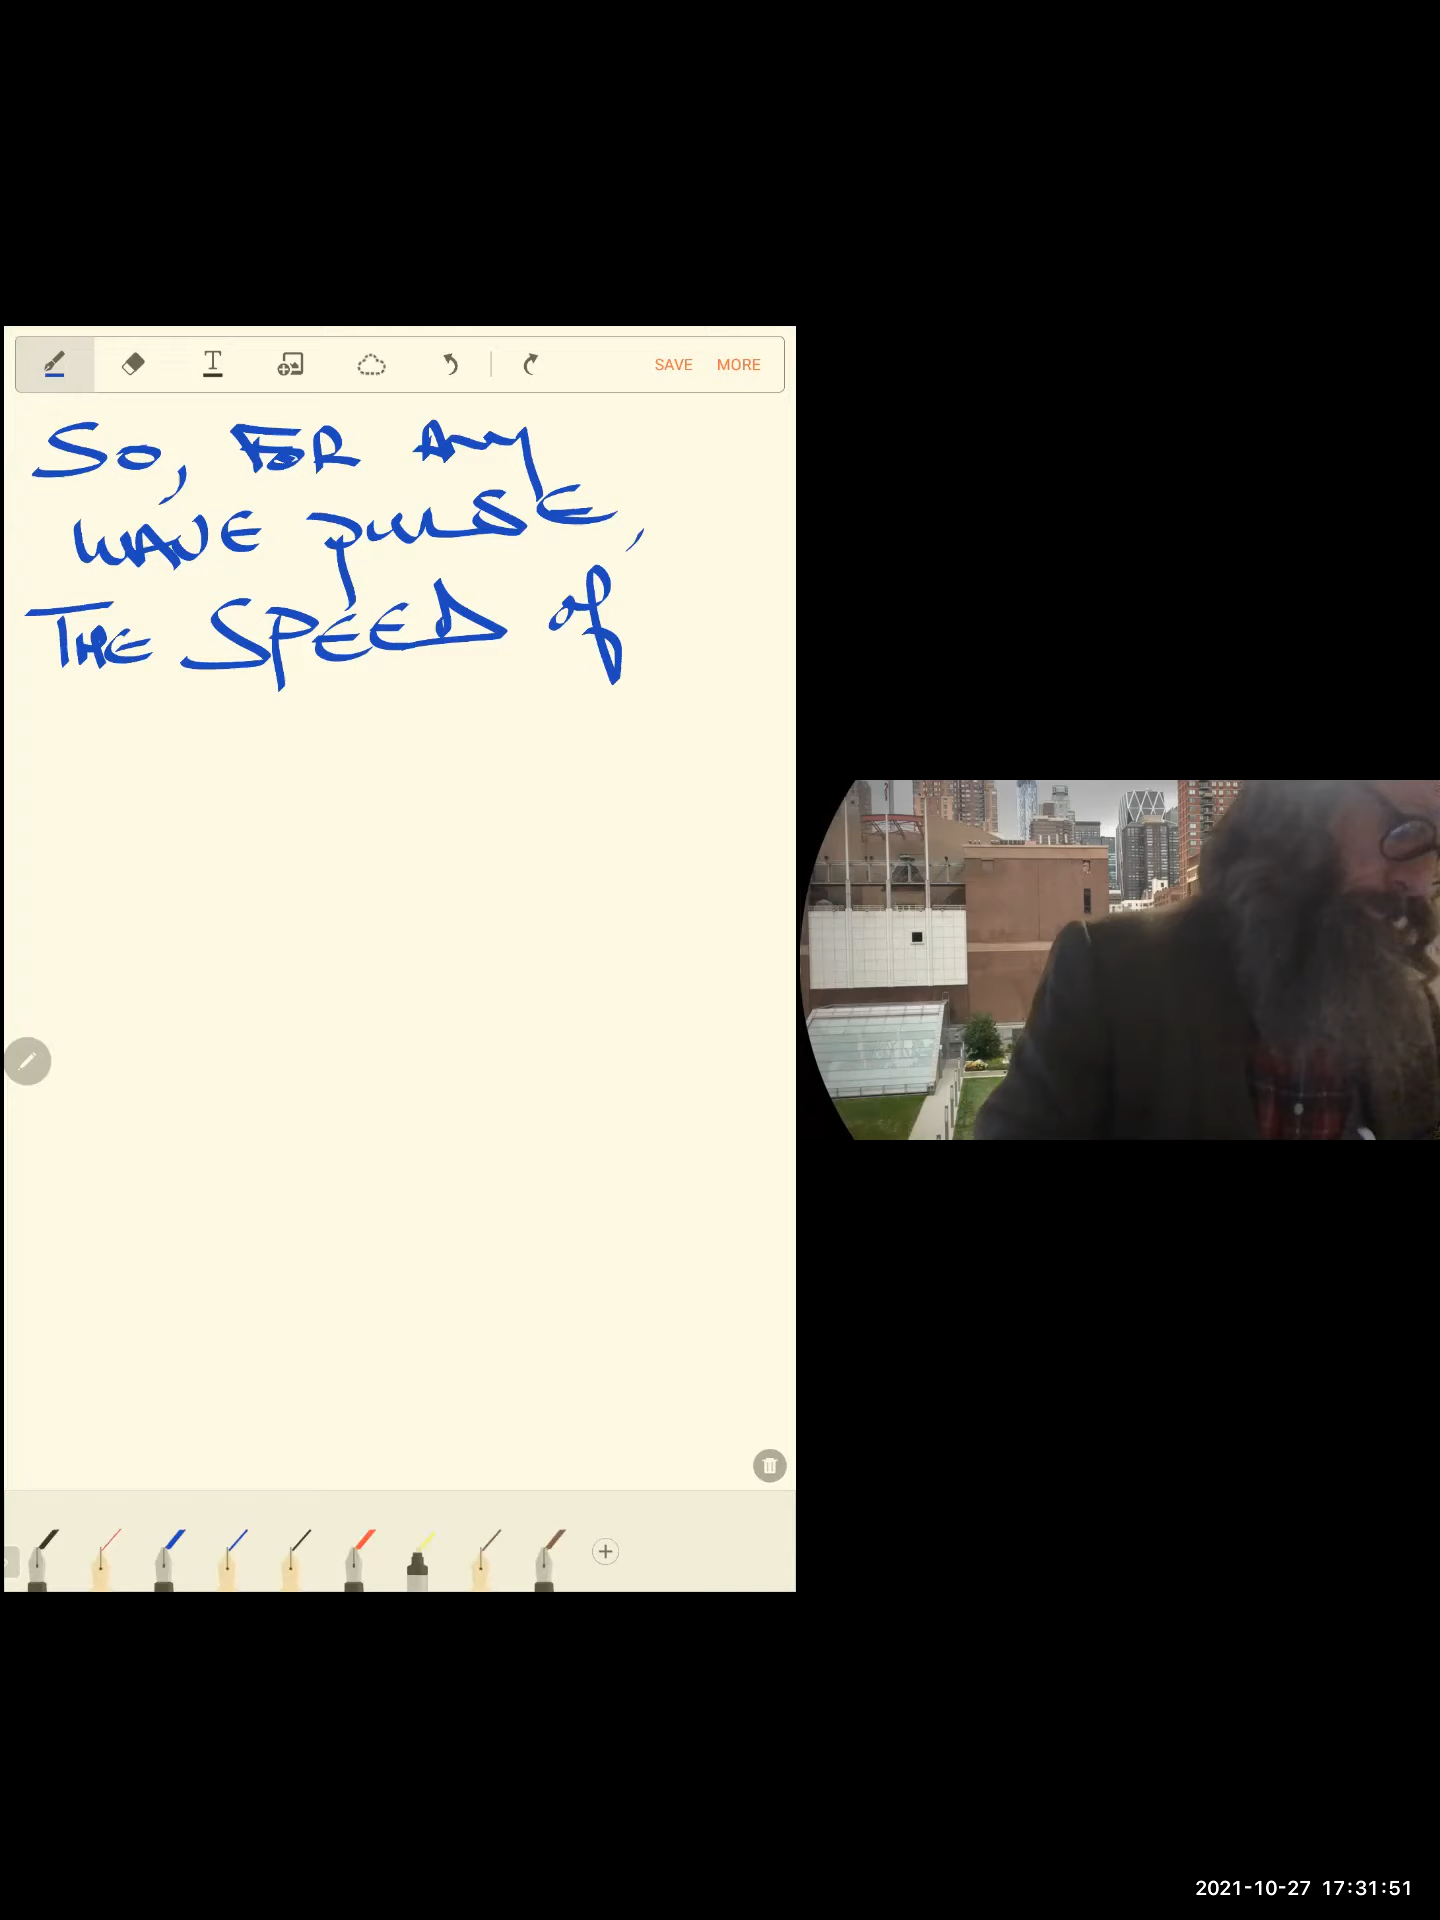 T SAVE MORE
So, FOR Any
WAVE pulse,
THE SPEED of
2021-10-27 17:31:51